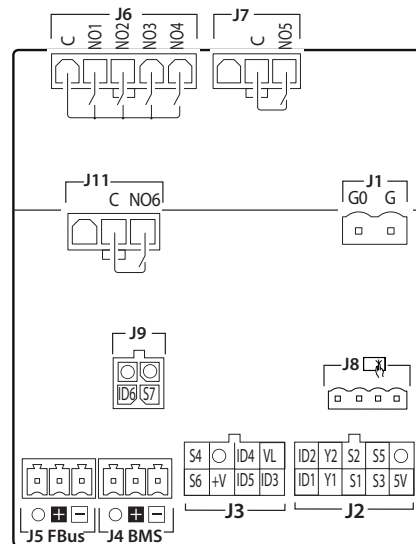 J6 J7
C NO1 NO2 NO3 NO4 C NO5
J11 J1
C NO6 G0 G
J9 J8
ID6 S7
S4 ID4 VL ID2 Y2 S2 S5
S6 +V ID5 ID3 ID1 Y1 S1 S3 5V
J3 J2
+ − + −
J5 FBus J4 BMS